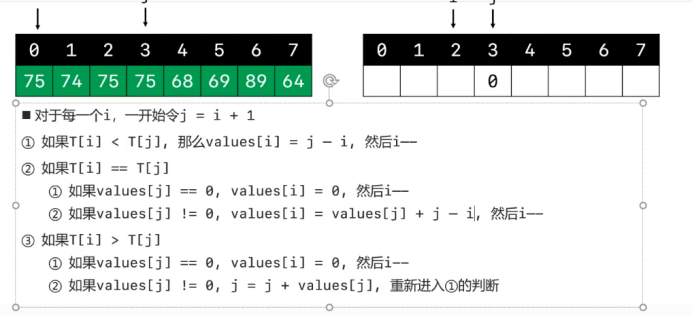 0 1 2 3 4 5 6 7
75 74 75 75 68 69 89 64
0 1 2 3 4 5 6 7
0
■ 对于每一个i, 一开始令j = i + 1
① 如果T[i] < T[j], 那么values[i] = j – i, 然后i––
② 如果T[i] == T[j]
① 如果values[j] == 0, values[i] = 0, 然后i––
② 如果values[j] != 0, values[i] = values[j] + j – i, 然后i––
③ 如果T[i] > T[j]
① 如果values[j] == 0, values[i] = 0, 然后i––
② 如果values[j] != 0, j = j + values[j], 重新进入①的判断